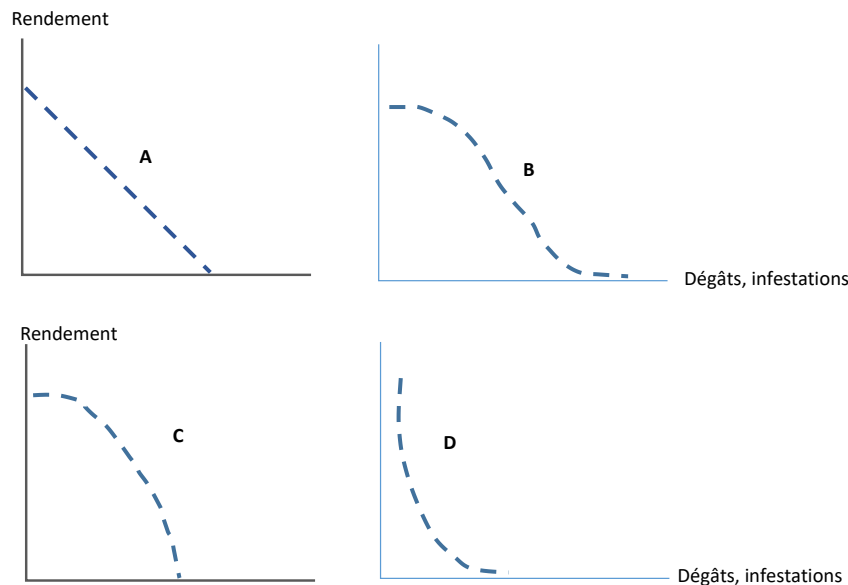 Rendement
A
B
Dégâts, infestations
Rendement
C
D
Dégâts, infestations